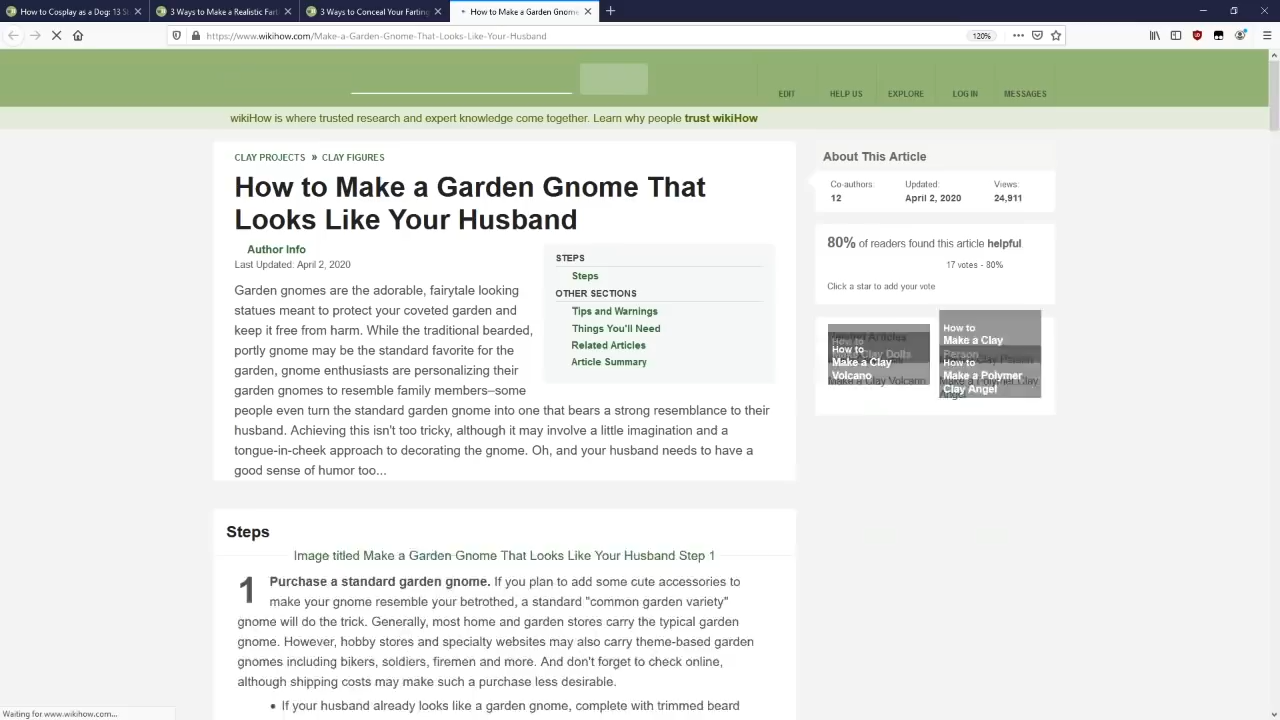 How to Cosplay as a Dog: 13 St
3 Ways to Make a Realistic Fart
3 Ways to Conceal Your Farting
How to Make a Garden Gnome
https://www.wikihow.com/Make-a-Garden-Gnome-That-Looks-Like-Your-Husband
120%
EDIT
HELP US
EXPLORE
LOG IN
MESSAGES
wikiHow is where trusted research and expert knowledge come together. Learn why people trust wikiHow
CLAY PROJECTS » CLAY FIGURES
How to Make a Garden Gnome That
Looks Like Your Husband
Author Info
Last Updated: April 2, 2020
Garden gnomes are the adorable, fairytale looking
statues meant to protect your coveted garden and
keep it free from harm. While the traditional bearded,
portly gnome may be the standard favorite for the
garden, gnome enthusiasts are personalizing their
garden gnomes to resemble family members–some
people even turn the standard garden gnome into one that bears a strong resemblance to their
husband. Achieving this isn't too tricky, although it may involve a little imagination and a
tongue-in-cheek approach to decorating the gnome. Oh, and your husband needs to have a
good sense of humor too...
STEPS
Steps
OTHER SECTIONS
Tips and Warnings
Things You'll Need
Related Articles
Article Summary
About This Article
Co-authors:
12
Updated:
April 2, 2020
Views:
24,911
80% of readers found this article helpful
17 votes - 80%
Click a star to add your vote
How to
Make a Clay
Volcano
How to
Make a Clay
Person
How to
Make a Polymer
Clay Angel
Steps
Image titled Make a Garden Gnome That Looks Like Your Husband Step 1
1
Purchase a standard garden gnome. If you plan to add some cute accessories to
make your gnome resemble your betrothed, a standard "common garden variety"
gnome will do the trick. Generally, most home and garden stores carry the typical garden
gnome. However, hobby stores and specialty websites may also carry theme-based garden
gnomes including bikers, soldiers, firemen and more. And don't forget to check online,
although shipping costs may make such a purchase less desirable.
• If your husband already looks like a garden gnome, complete with trimmed beard
Waiting for www.wikihow.com...